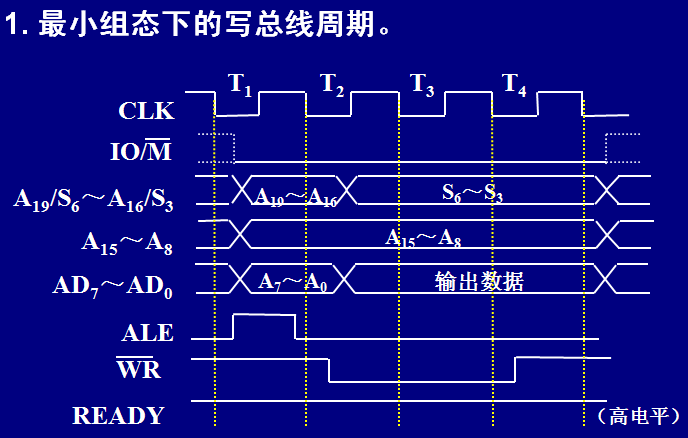 1. 最小组态下的写总线周期。
T₁ T₂ T₃ T₄
CLK
IO/M̅
A₁₉/S₆～A₁₆/S₃ A₁₉～A₁₆ S₆～S₃
A₁₅～A₈ A₁₅～A₈
AD₇～AD₀ A₇～A₀ 输出数据
ALE
W̅R̅
READY （高电平）